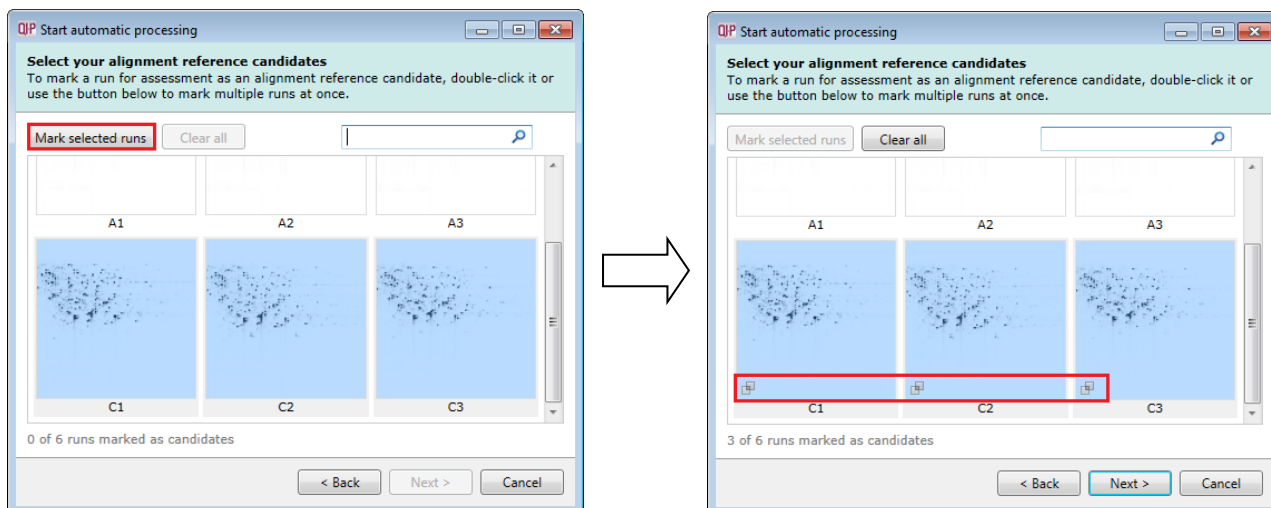 QIP Start automatic processing
Select your alignment reference candidates
To mark a run for assessment as an alignment reference candidate, double-click it or
use the button below to mark multiple runs at once.
Mark selected runs Clear all
A1 A2 A3
C1 C2 C3
0 of 6 runs marked as candidates
< Back Next > Cancel
QIP Start automatic processing
Select your alignment reference candidates
To mark a run for assessment as an alignment reference candidate, double-click it or
use the button below to mark multiple runs at once.
Mark selected runs Clear all
A1 A2 A3
C1 C2 C3
3 of 6 runs marked as candidates
< Back Next > Cancel